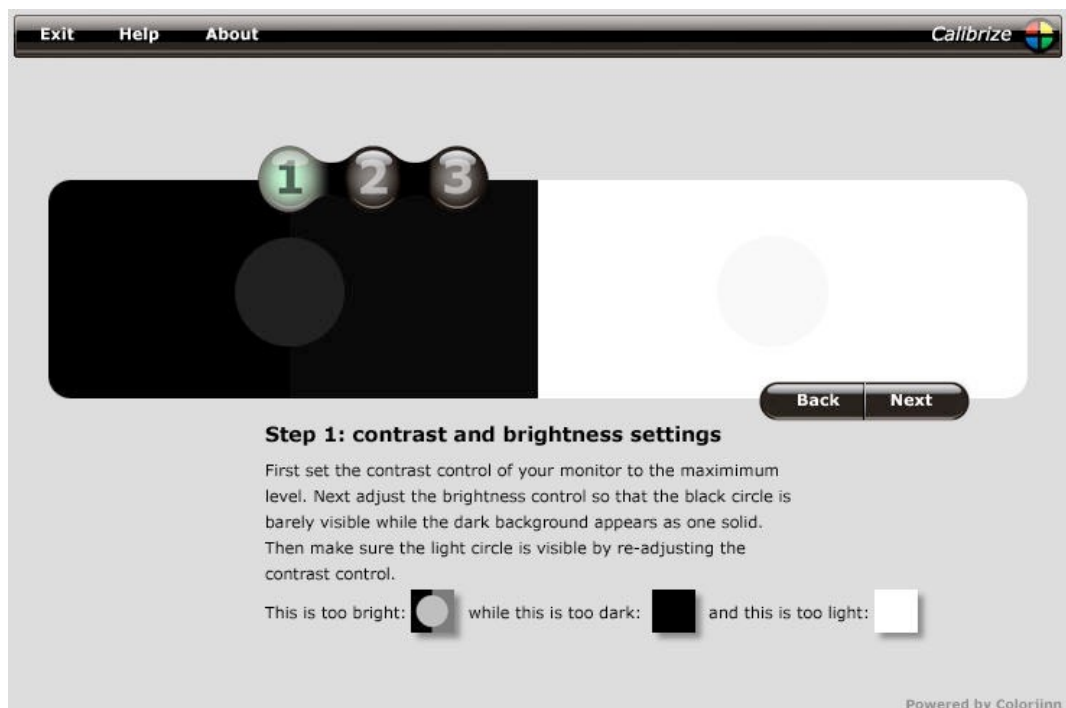 Exit Help About Calibrize
1 2 3
Back Next
Step 1: contrast and brightness settings
First set the contrast control of your monitor to the maximimum
level. Next adjust the brightness control so that the black circle is
barely visible while the dark background appears as one solid.
Then make sure the light circle is visible by re-adjusting the
contrast control.
This is too bright: while this is too dark: and this is too light:
Powered by Colorjinn